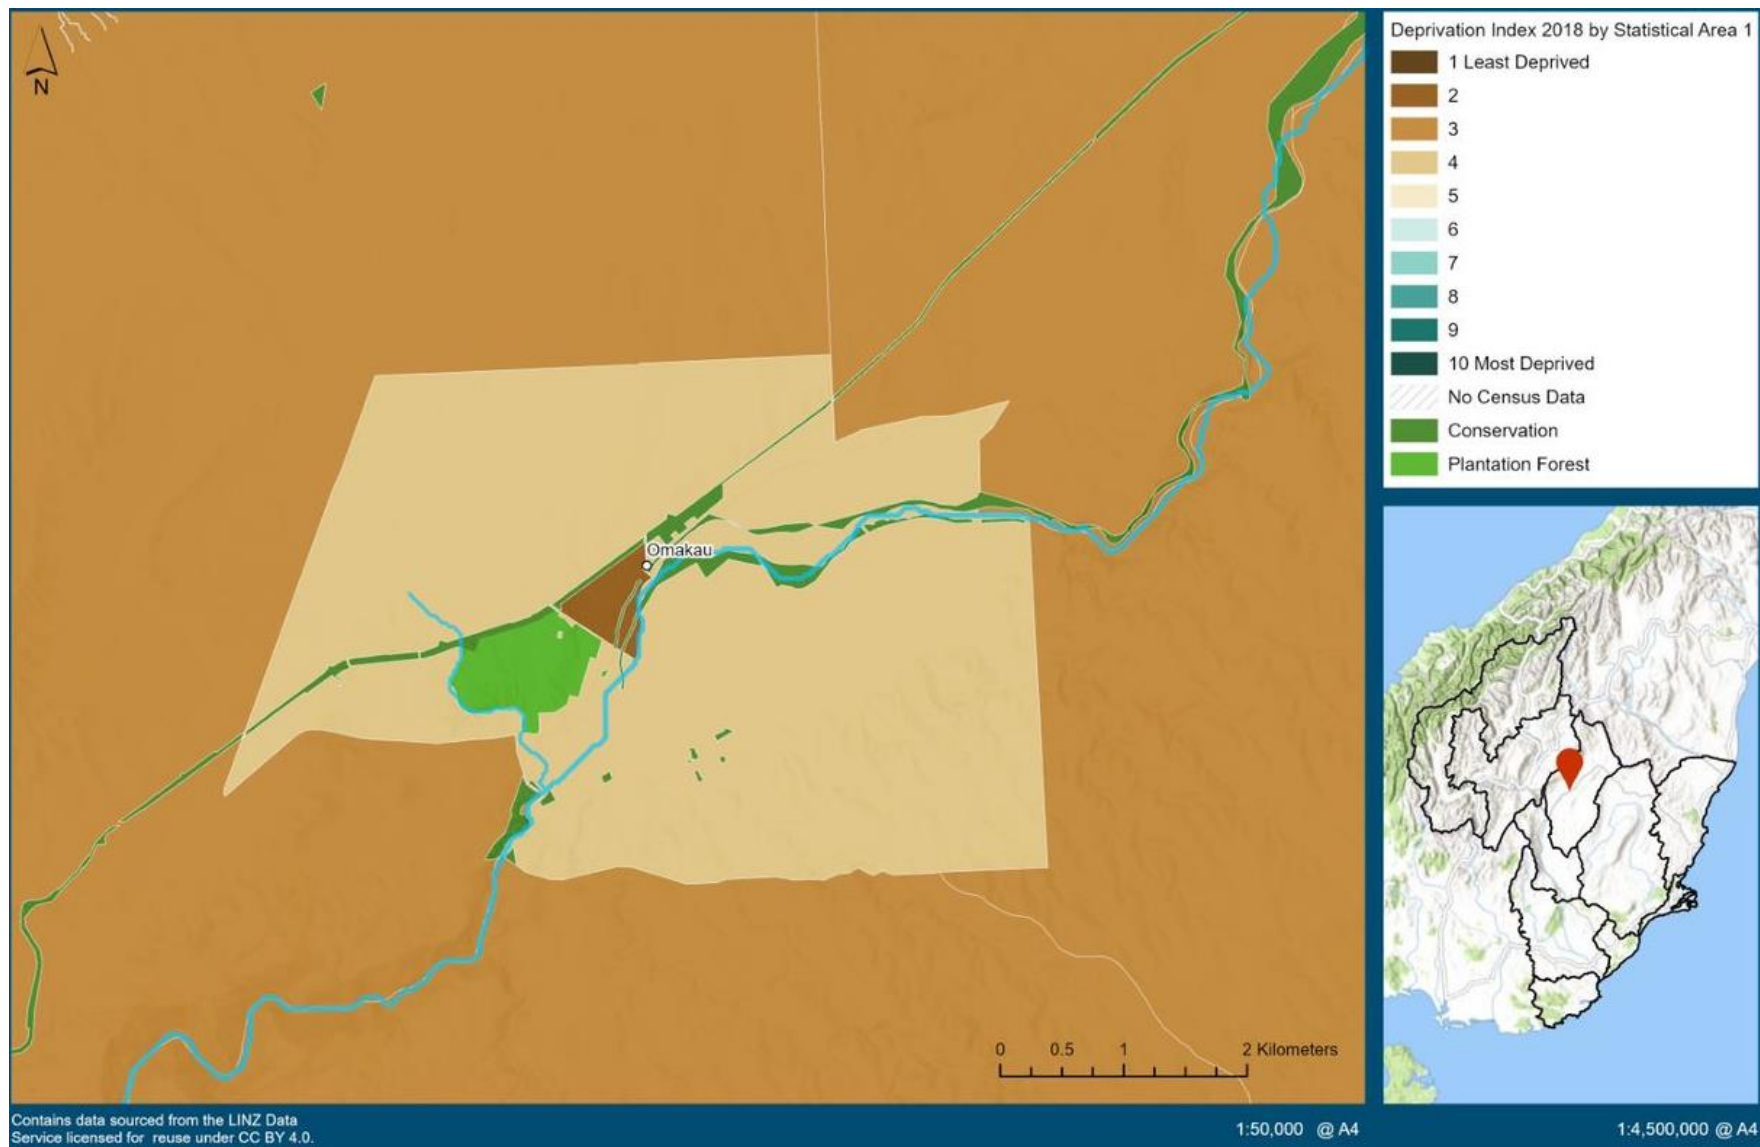 N
Omakau
0 0.5 1 2 Kilometers
Contains data sourced from the LINZ Data
Service licensed for reuse under CC BY 4.0.
1:50,000 @ A4
Deprivation Index 2018 by Statistical Area 1
1 Least Deprived
2
3
4
5
6
7
8
9
10 Most Deprived
No Census Data
Conservation
Plantation Forest
1:4,500,000 @ A4